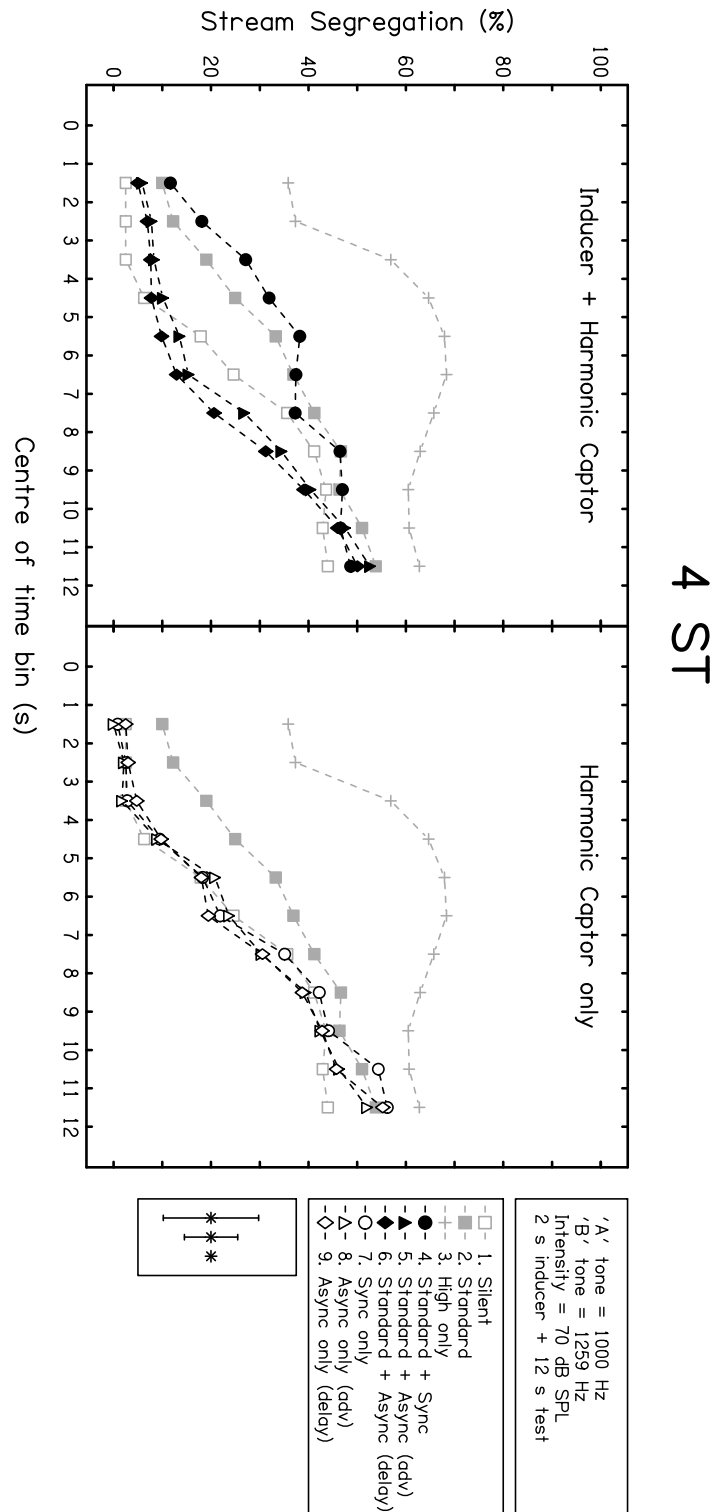 4 ST
Inducer + Harmonic Captor
Harmonic Captor only
Stream Segregation (%)
100
80
60
40
20
0
0 1 2 3 4 5 6 7 8 9 10 11 12
0 1 2 3 4 5 6 7 8 9 10 11 12
Centre of time bin (s)
'A' tone = 1000 Hz
'B' tone = 1259 Hz
Intensity = 70 dB SPL
2 s inducer + 12 s test
1. Silent
2. Standard
3. High only
4. Standard + Sync
5. Standard + Async (adv)
6. Standard + Async (delay)
7. Sync only
8. Async only (adv)
9. Async only (delay)